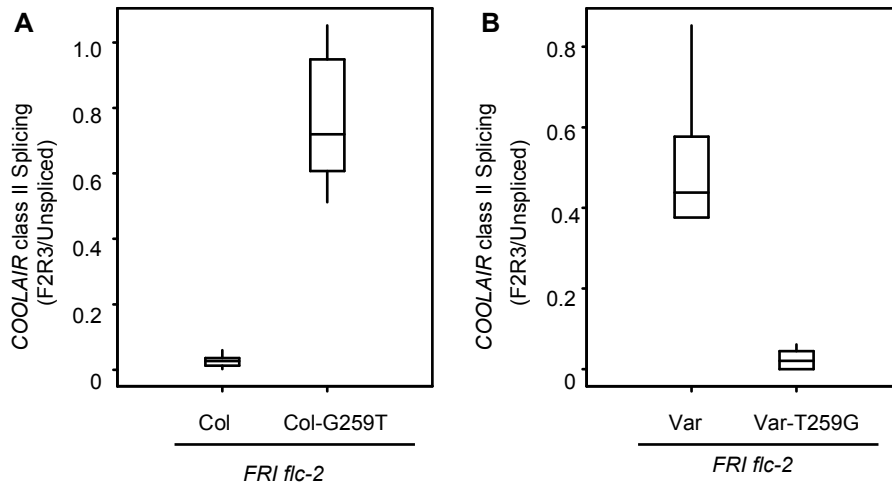 A
COOLAIR class II Splicing
(F2R3/Unspliced)
1.0
0.8
0.6
0.4
0.2
0
Col
Col-G259T
FRI flc-2
B
COOLAIR class II Splicing
(F2R3/Unspliced)
0.8
0.6
0.4
0.2
0
Var
Var-T259G
FRI flc-2